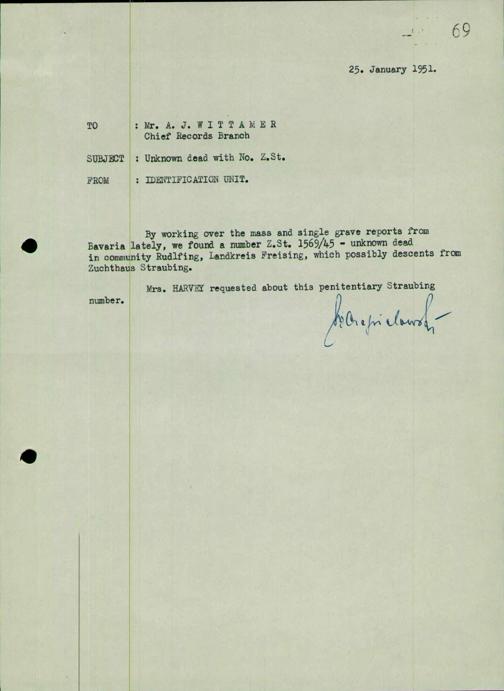 69
25. January 1951.
TO : Mr. A. J. W I T T A M E R
Chief Records Branch
SUBJECT : Unknown dead with No. Z.St.
FROM : IDENTIFICATION UNIT.
By working over the mass and single grave reports from
Bavaria lately, we found a number Z.St. 1569/45 - unknown dead
in community Rudlfing, Landkreis Freising, which possibly descents from
Zuchthaus Straubing.
Mrs. HARVEY requested about this penitentiary Straubing
number.